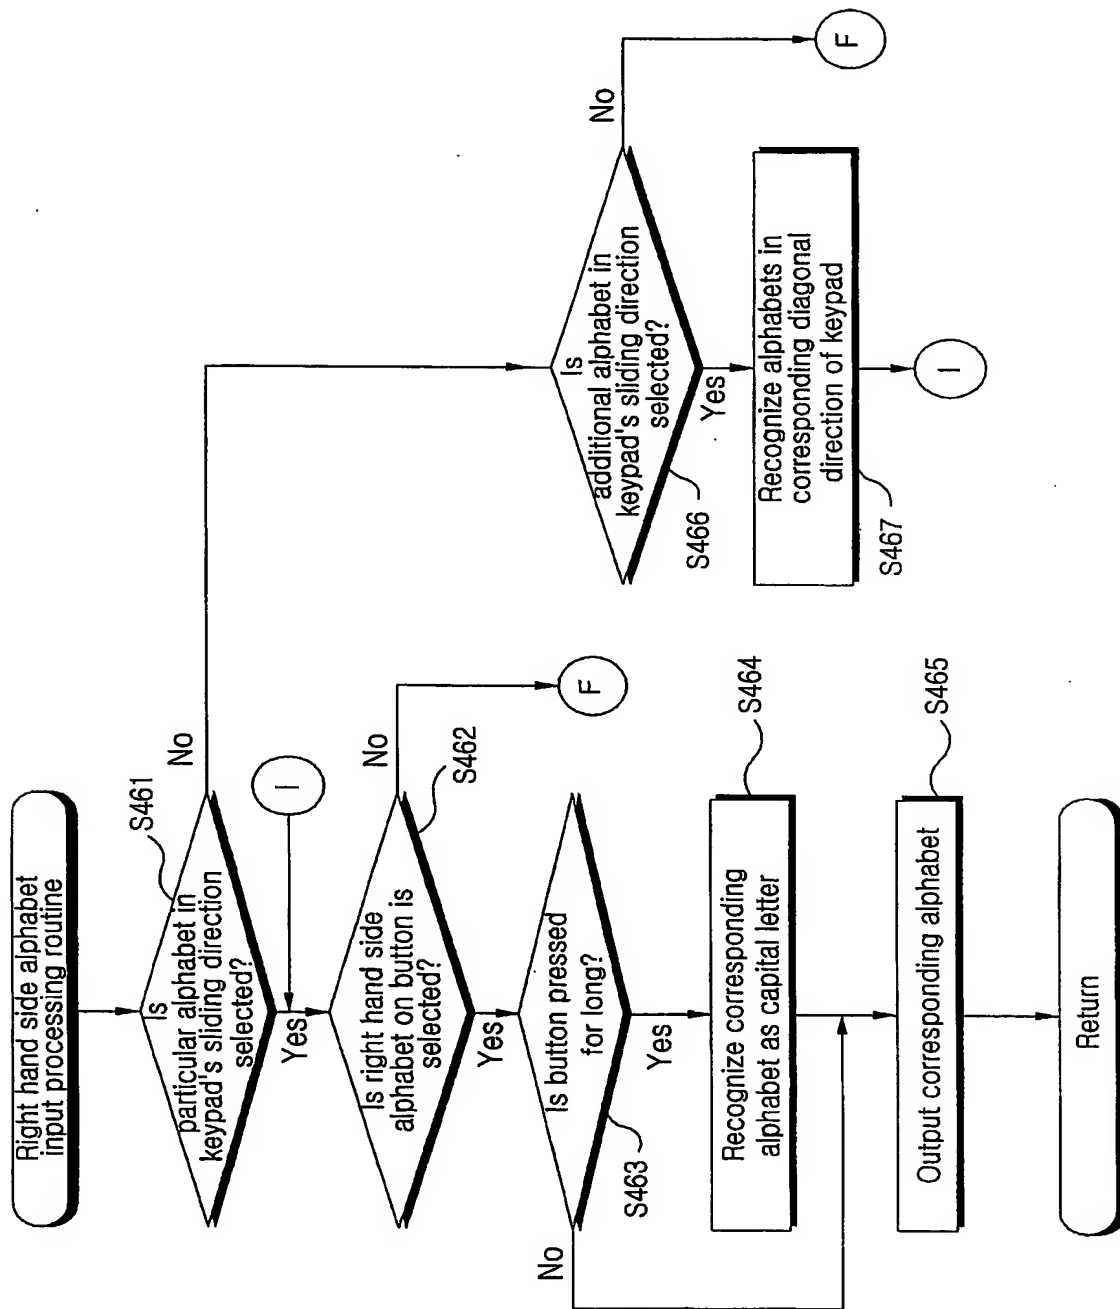 Right hand side alphabet
input processing routine
S461
Is
particular alphabet in
keypad's sliding direction
selected?
No
Yes
I
Is right hand side
alphabet on button is
selected?
S462
No
F
Yes
Is button pressed
for long?
S463
No
Yes
Recognize corresponding
alphabet as capital letter
S464
Output corresponding alphabet
S465
Return
Is
additional alphabet in
keypad's sliding direction
selected?
S466
No
F
Yes
Recognize alphabets in
corresponding diagonal
direction of keypad
S467
I